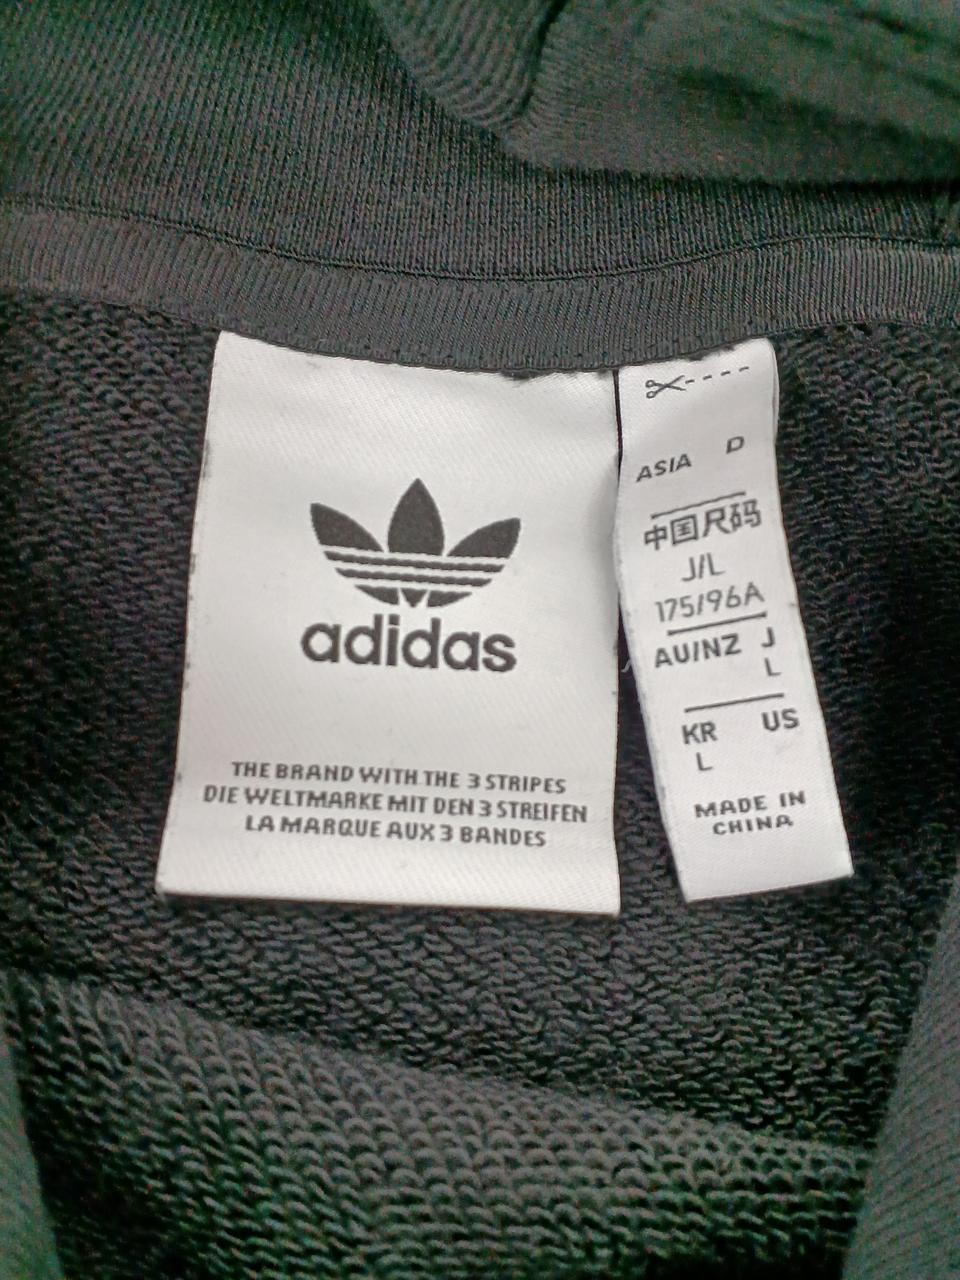 adidas
THE BRAND WITH THE 3 STRIPES
DIE WELTMARKE MIT DEN 3 STREIFEN
LA MARQUE AUX 3 BANDES
ASIA D
中国尺码
J/L
175/96A
AU/NZ J
L
KR US
L
MADE IN
CHINA